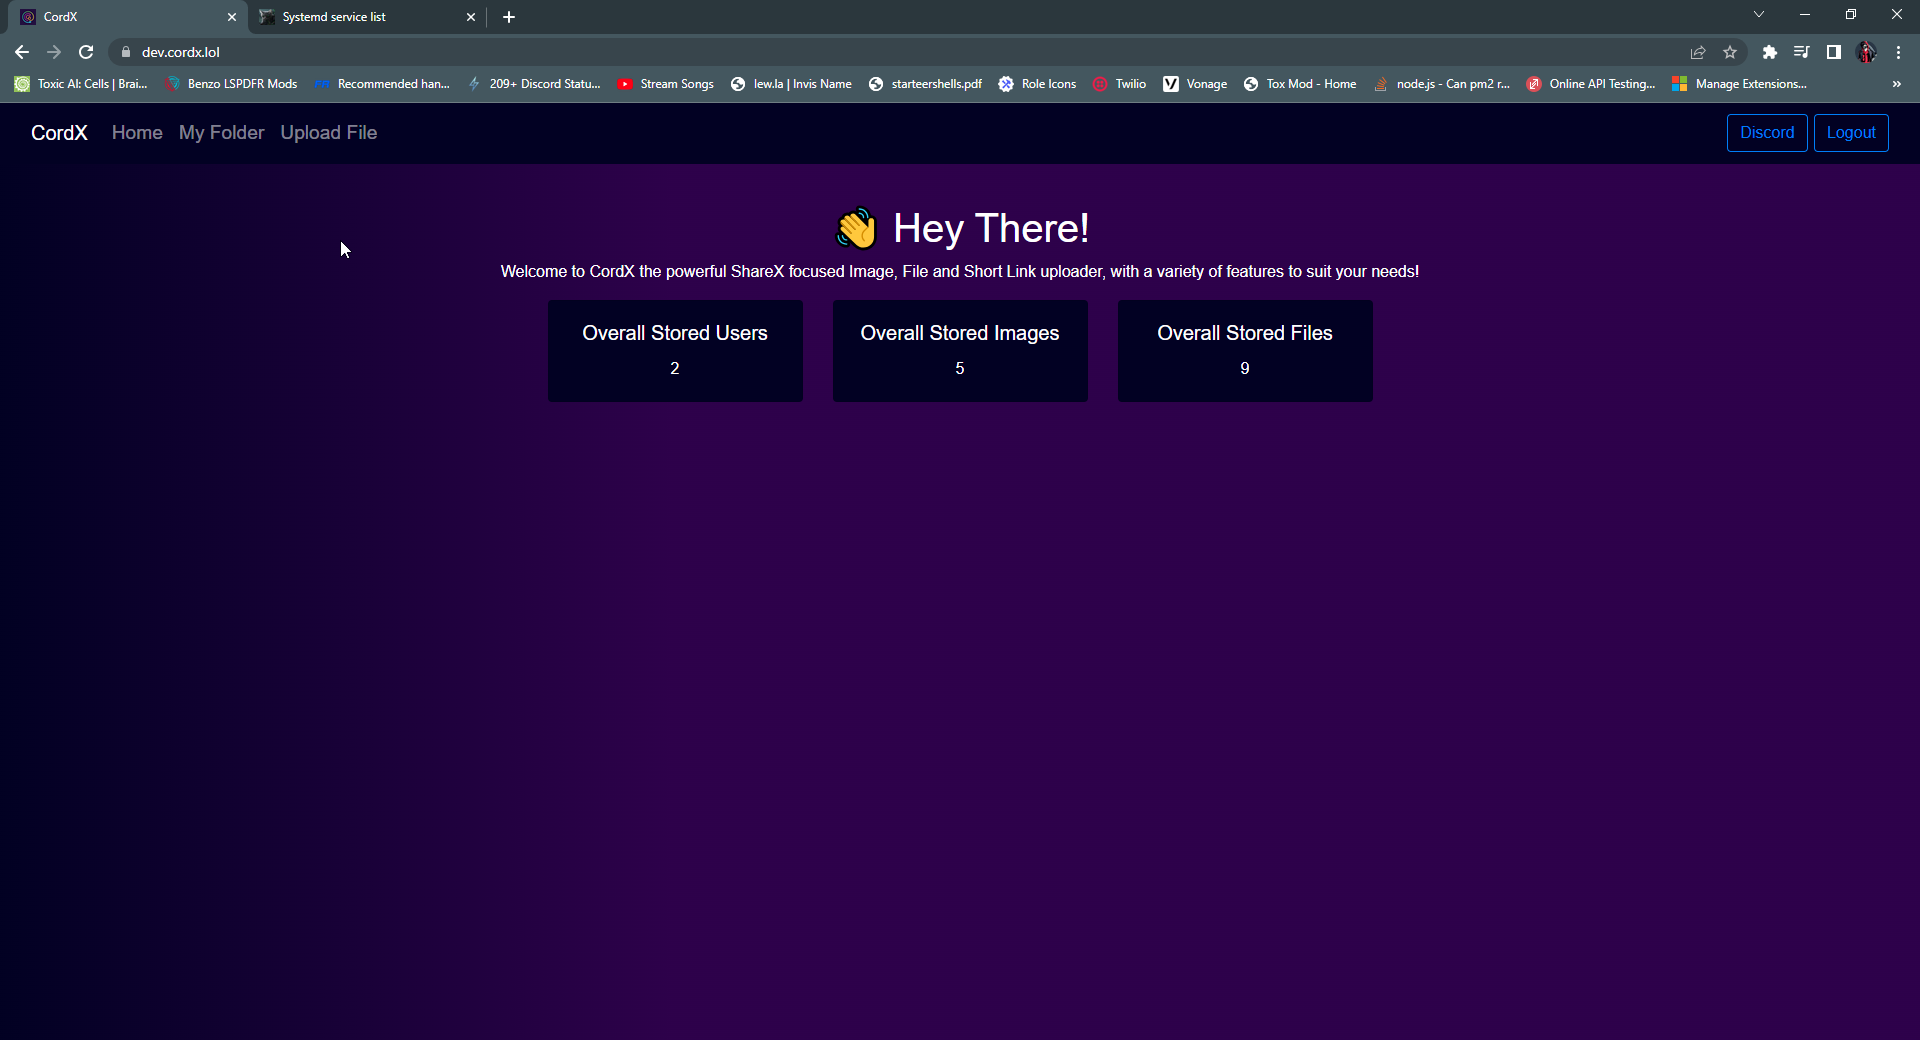 CordX
Systemd service list
dev.cordx.lol
Toxic AI: Cells | Brai... Benzo LSPDFR Mods Recommended han... 209+ Discord Statu... Stream Songs lew.la | Invis Name starteershells.pdf Role Icons Twilio Vonage Tox Mod - Home node.js - Can pm2 r... Online API Testing... Manage Extensions... »
CordX Home My Folder Upload File Discord Logout
Hey There!
Welcome to CordX the powerful ShareX focused Image, File and Short Link uploader, with a variety of features to suit your needs!
Overall Stored Users
2
Overall Stored Images
5
Overall Stored Files
9